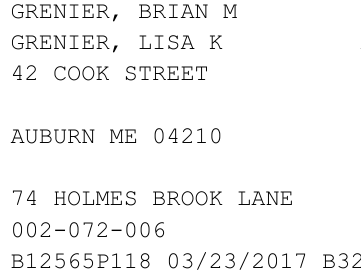 GRENIER, BRIAN M
GRENIER, LISA K
42 COOK STREET
AUBURN ME 04210
74 HOLMES BROOK LANE
002-072-006
B12565P118 03/23/2017 B32